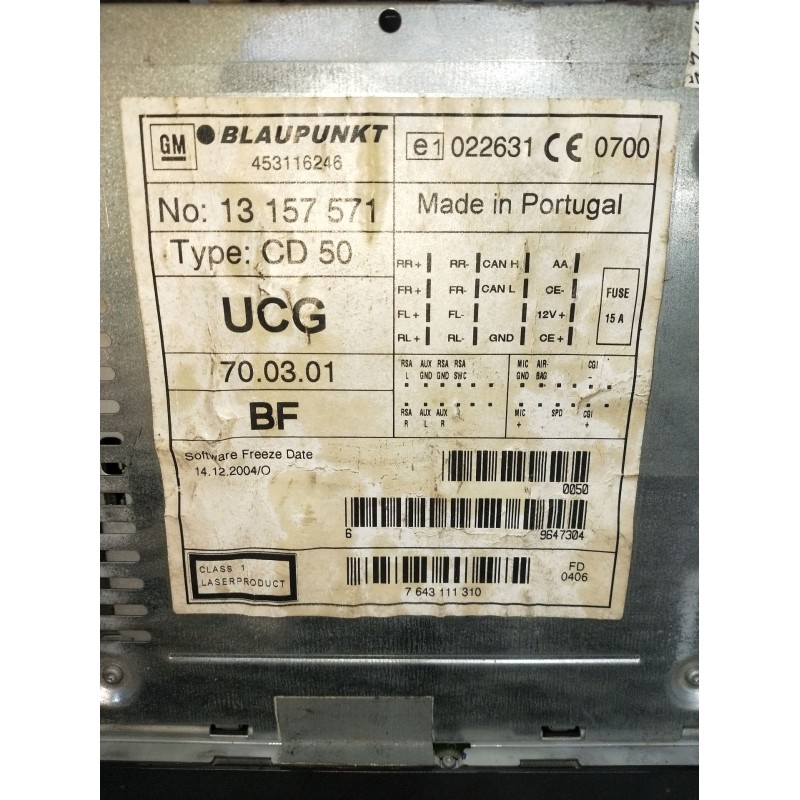 GM BLAUPUNKT
453116246
e1 022631 CE 0700
No: 13 157 571
Made in Portugal
Type: CD 50
RR+ RR- CAN H AA
FR+ FR- CAN L CE-
FL+ FL- 12V+
RL+ RL- GND CE+
FUSE
15 A
UCG
70.03.01
BF
RSA AUX RSA RSA MIC AIR- CGI
L GND GND SWC GND BAG -
RSA AUX AUX MIC SPD CGI
R L R + +
Software Freeze Date
14.12.2004/O
0050
6 9647304
CLASS 1
LASERPRODUCT
7 643 111 310
FD
0406